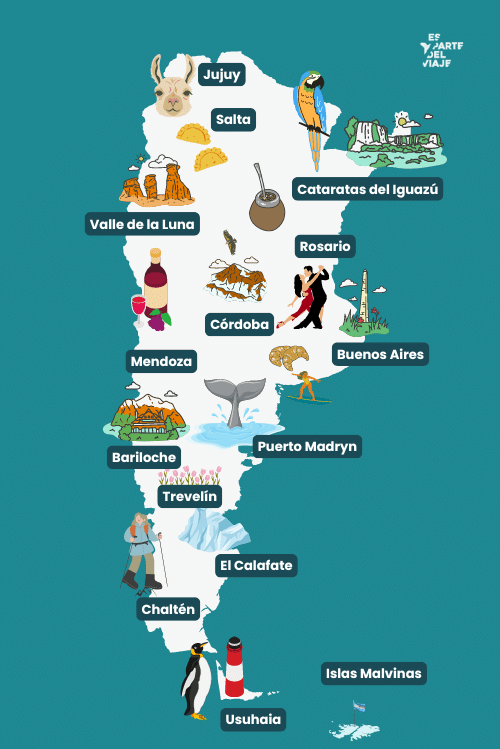 ES
PARTE
DEL
VIAJE
Jujuy
Salta
Cataratas del Iguazú
Valle de la Luna
Rosario
Córdoba
Buenos Aires
Mendoza
Puerto Madryn
Bariloche
Trevelín
El Calafate
Chaltén
Islas Malvinas
Usuhaia